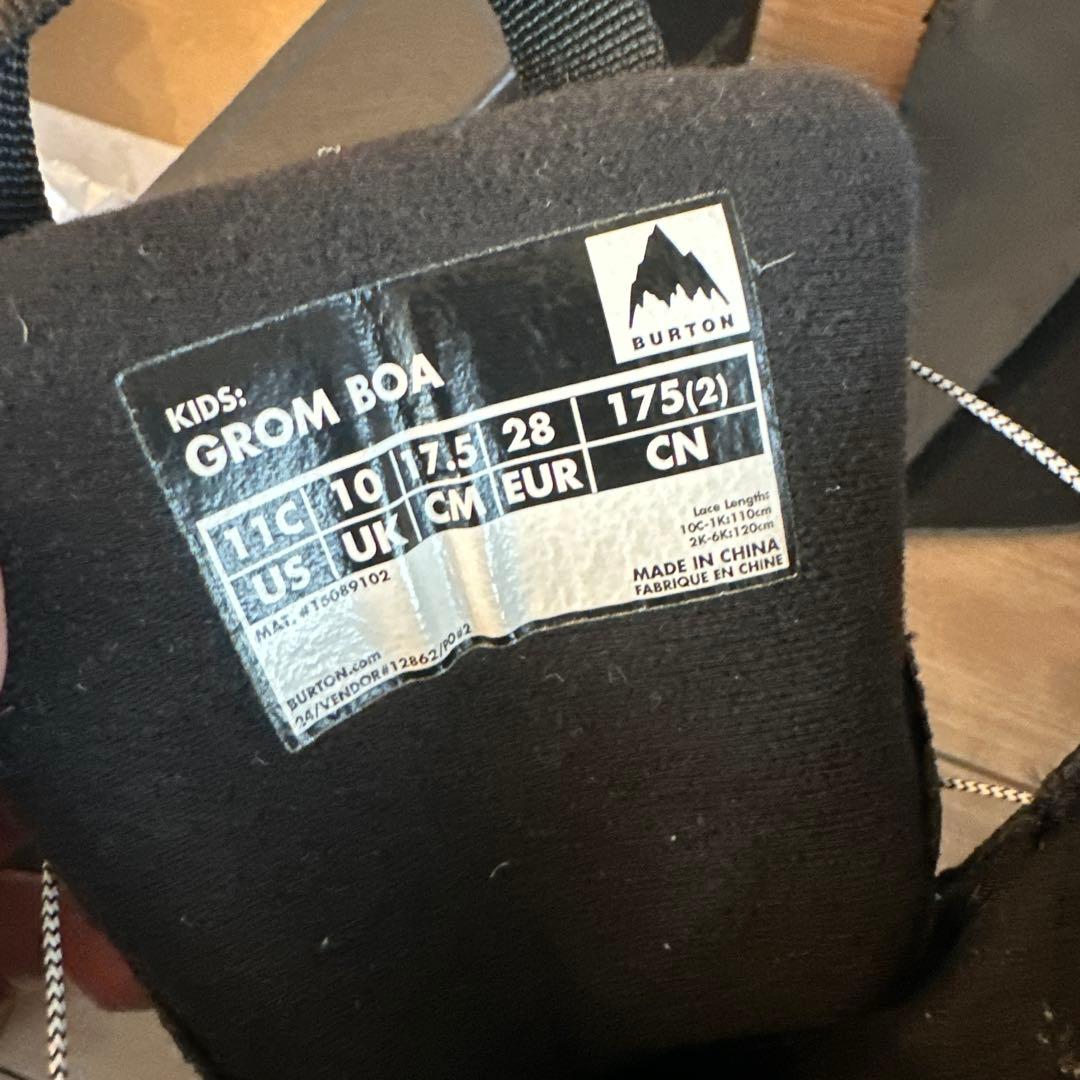 BURTON
KIDS:
GROM BOA
11C 10 17.5 28 175(2)
US UK CM EUR CN
MAT. #15089102
Lace Lengths:
10C-1K:110cm
2K-6K:120cm
MADE IN CHINA
FABRIQUE EN CHINE
BURTON.com
24/VENDOR#12862/PO#2